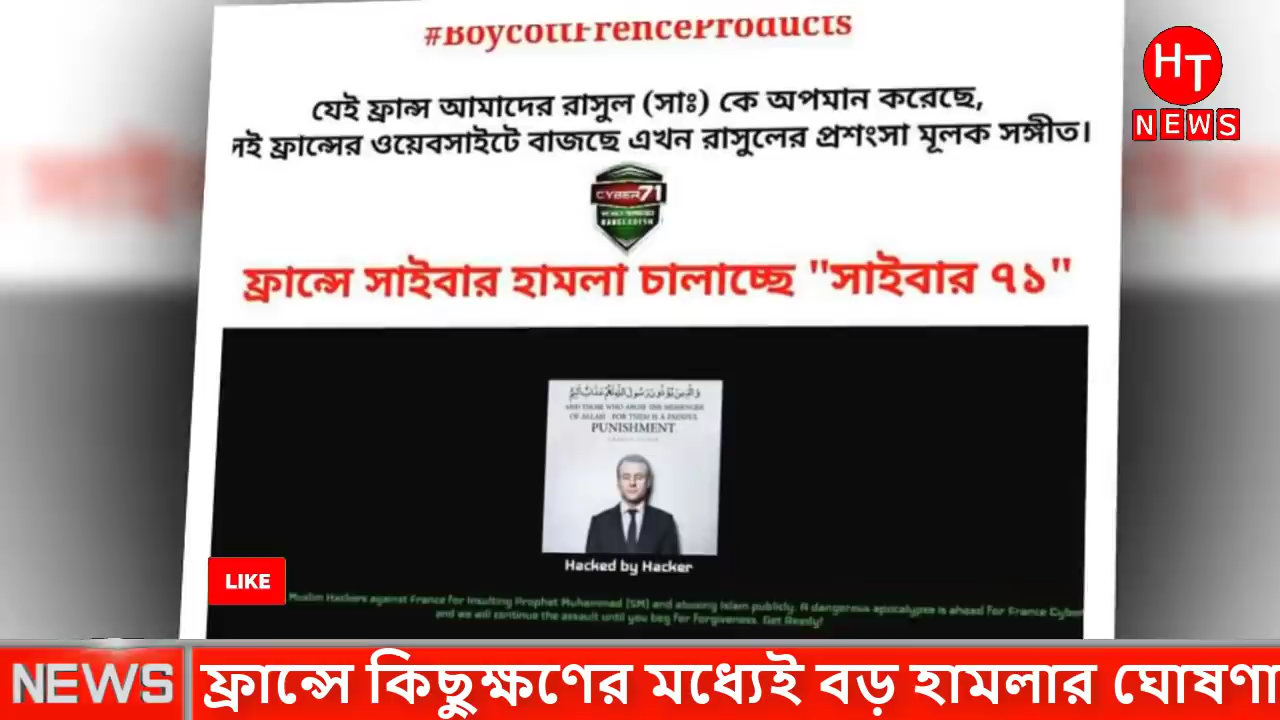 #BoycottFrenceProducts
যেই ফ্রান্স আমাদের রাসুল (সাঃ) কে অপমান করেছে,
সেই ফ্রান্সের ওয়েবসাইটে বাজছে এখন রাসুলের প্রশংসা মূলক সঙ্গীত।
HT
NEWS
CYBER 71
BANGLADESH
ফ্রান্সে সাইবার হামলা চালাচ্ছে "সাইবার ৭১"
AND THOSE WHO ABUSE THE MESSENGER
OF ALLAH - FOR THEM IS A PAINFUL
PUNISHMENT
Hacked by Hacker
LIKE
Muslim Hackers against France for Insulting Prophet Muhammad (SM) and abusing Islam publicly. A dangerous apocalypse is ahead for France Cyber
and we will continue the assault until you beg for forgiveness. Get Ready!
NEWS
ফ্রান্সে কিছুক্ষণের মধ্যেই বড় হামলার ঘোষণা